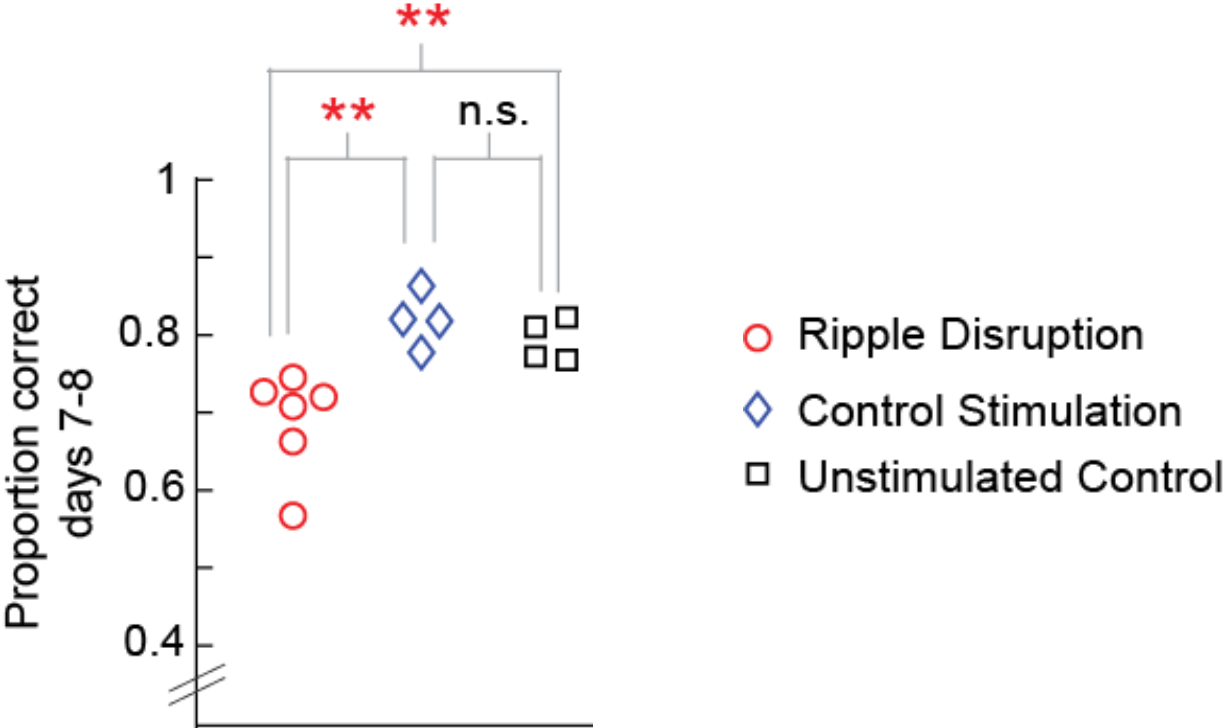 **
**
n.s.
1
0.8
0.6
0.4
Proportion correct
days 7-8
Ripple Disruption
Control Stimulation
Unstimulated Control